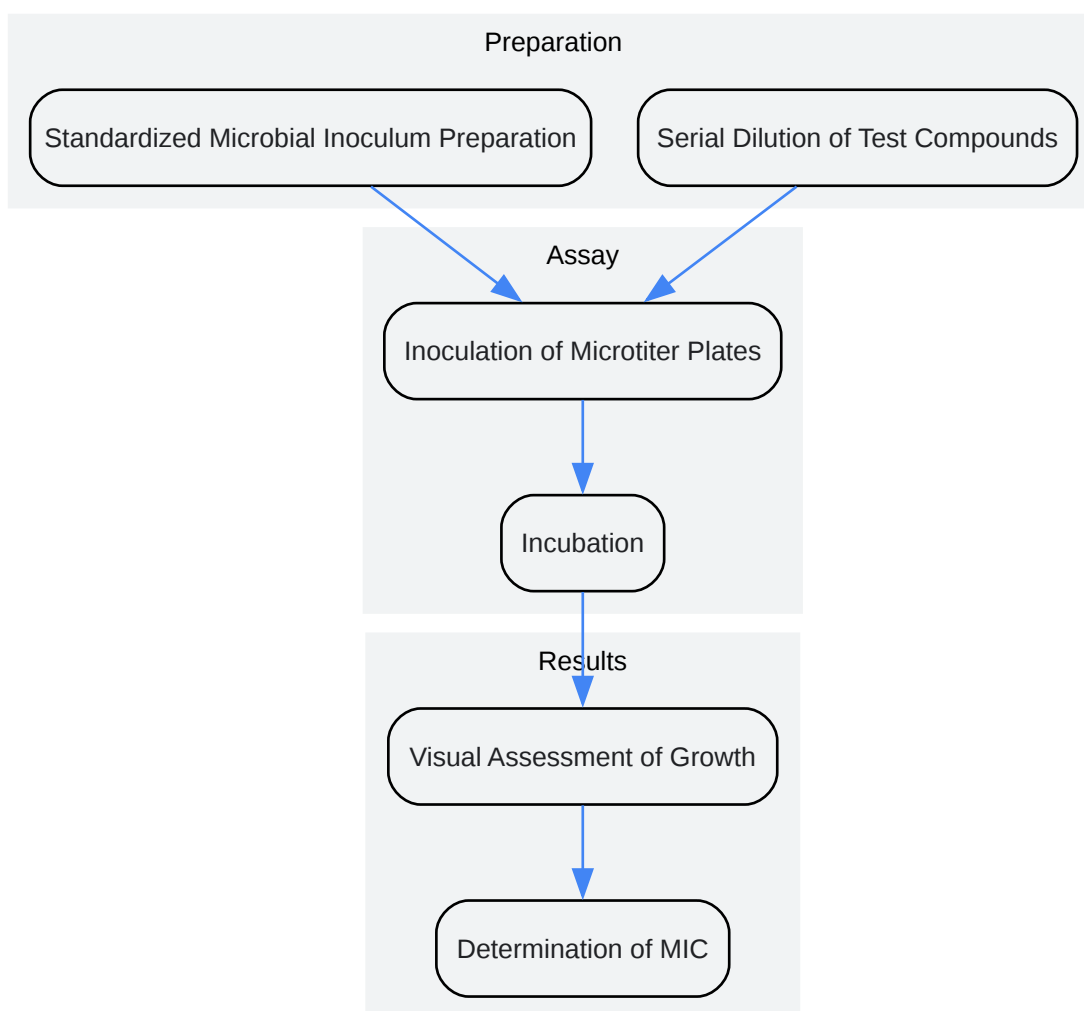 Preparation
Standardized Microbial Inoculum Preparation
Serial Dilution of Test Compounds
Assay
Inoculation of Microtiter Plates
Incubation
Results
Visual Assessment of Growth
Determination of MIC